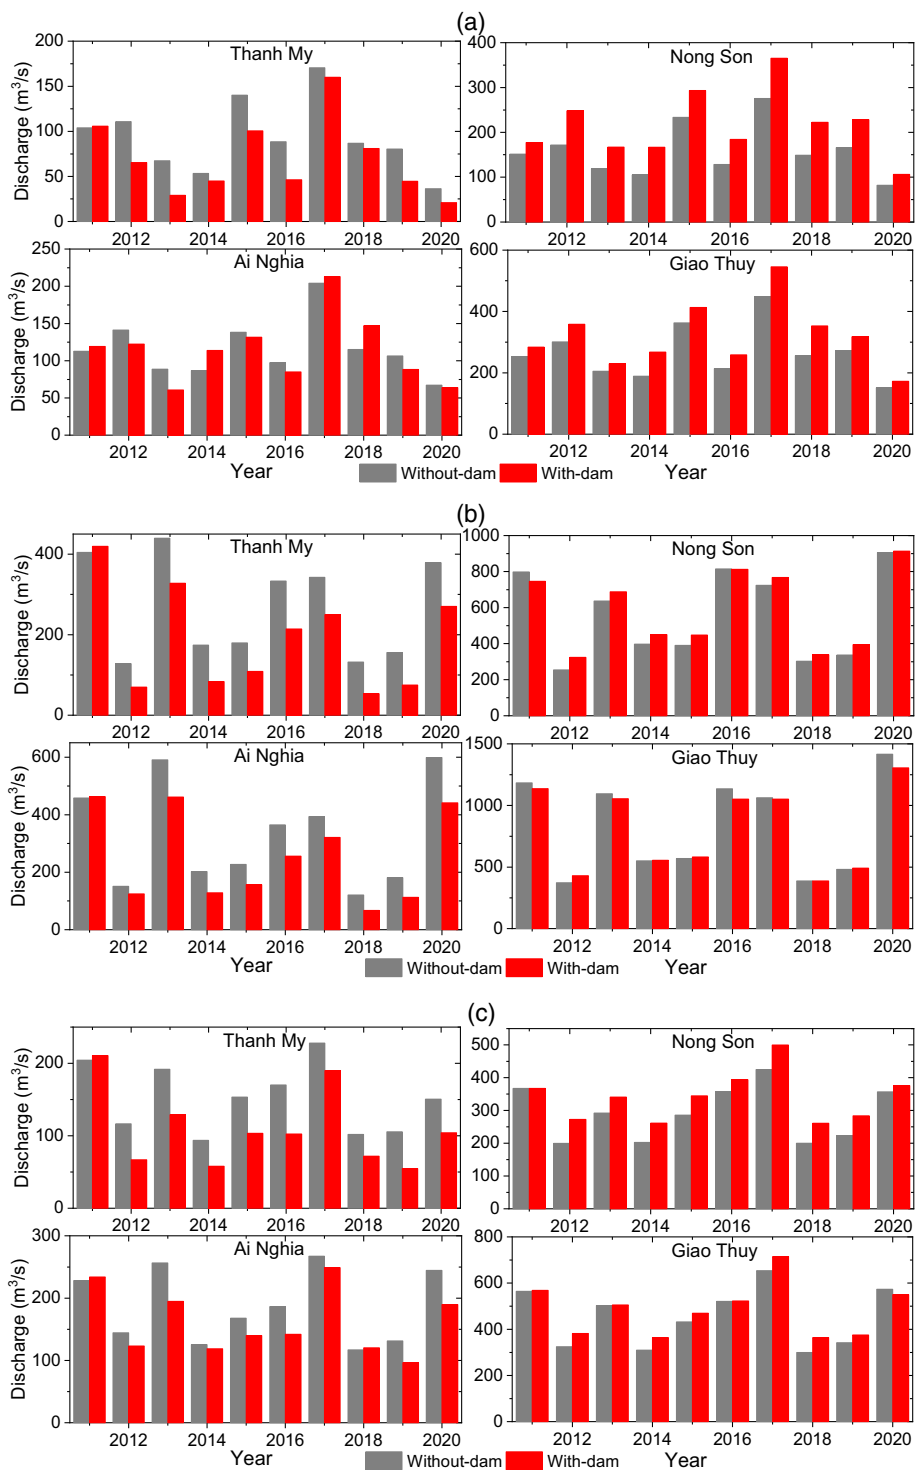 (a)
Thanh My
Discharge (m³/s)
200
150
100
50
0
2012 2014 2016 2018 2020
Nong Son
400
300
200
100
0
2012 2014 2016 2018 2020
Ai Nghia
Discharge (m³/s)
250
200
150
100
50
0
2012 2014 2016 2018 2020
Year
Giao Thuy
600
400
200
0
2012 2014 2016 2018 2020
Year
Without-dam With-dam
(b)
Thanh My
Discharge (m³/s)
400
200
0
2012 2014 2016 2018 2020
Nong Son
1000
800
600
400
200
0
2012 2014 2016 2018 2020
Ai Nghia
Discharge (m³/s)
600
400
200
0
2012 2014 2016 2018 2020
Year
Giao Thuy
1500
1000
500
0
2012 2014 2016 2018 2020
Year
Without-dam With-dam
(c)
Thanh My
Discharge (m³/s)
200
100
0
2012 2014 2016 2018 2020
Nong Son
500
400
300
200
100
0
2012 2014 2016 2018 2020
Ai Nghia
Discharge (m³/s)
300
200
100
0
2012 2014 2016 2018 2020
Year
Giao Thuy
800
600
400
200
0
2012 2014 2016 2018 2020
Year
Without-dam With-dam